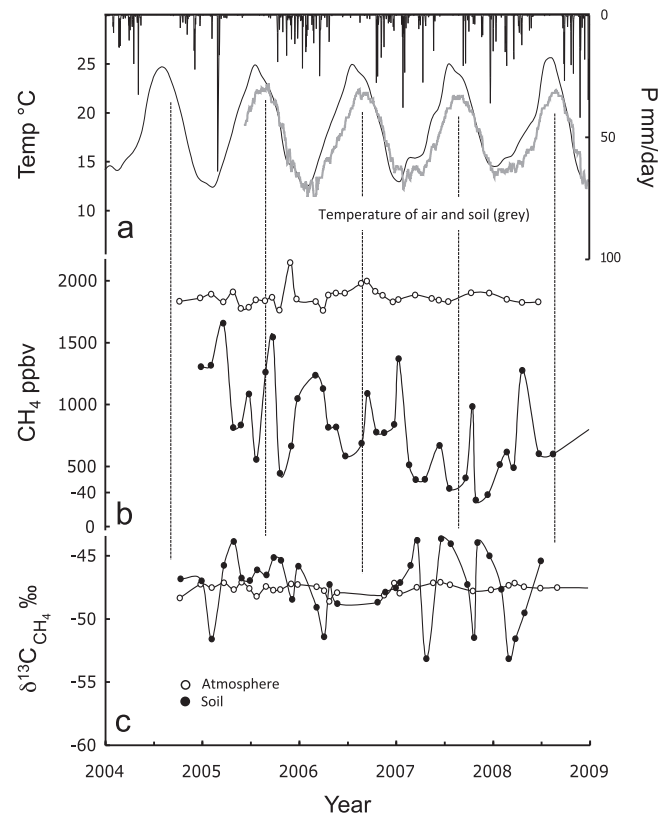 0
25
20
15
10
Temp °C
50
P mm/day
Temperature of air and soil (grey)
a
100
2000
1500
1000
500
-40
0
CH4 ppbv
b
-45
-50
-55
-60
δ13CCH4 ‰
Atmosphere
Soil
c
2004 2005 2006 2007 2008 2009
Year